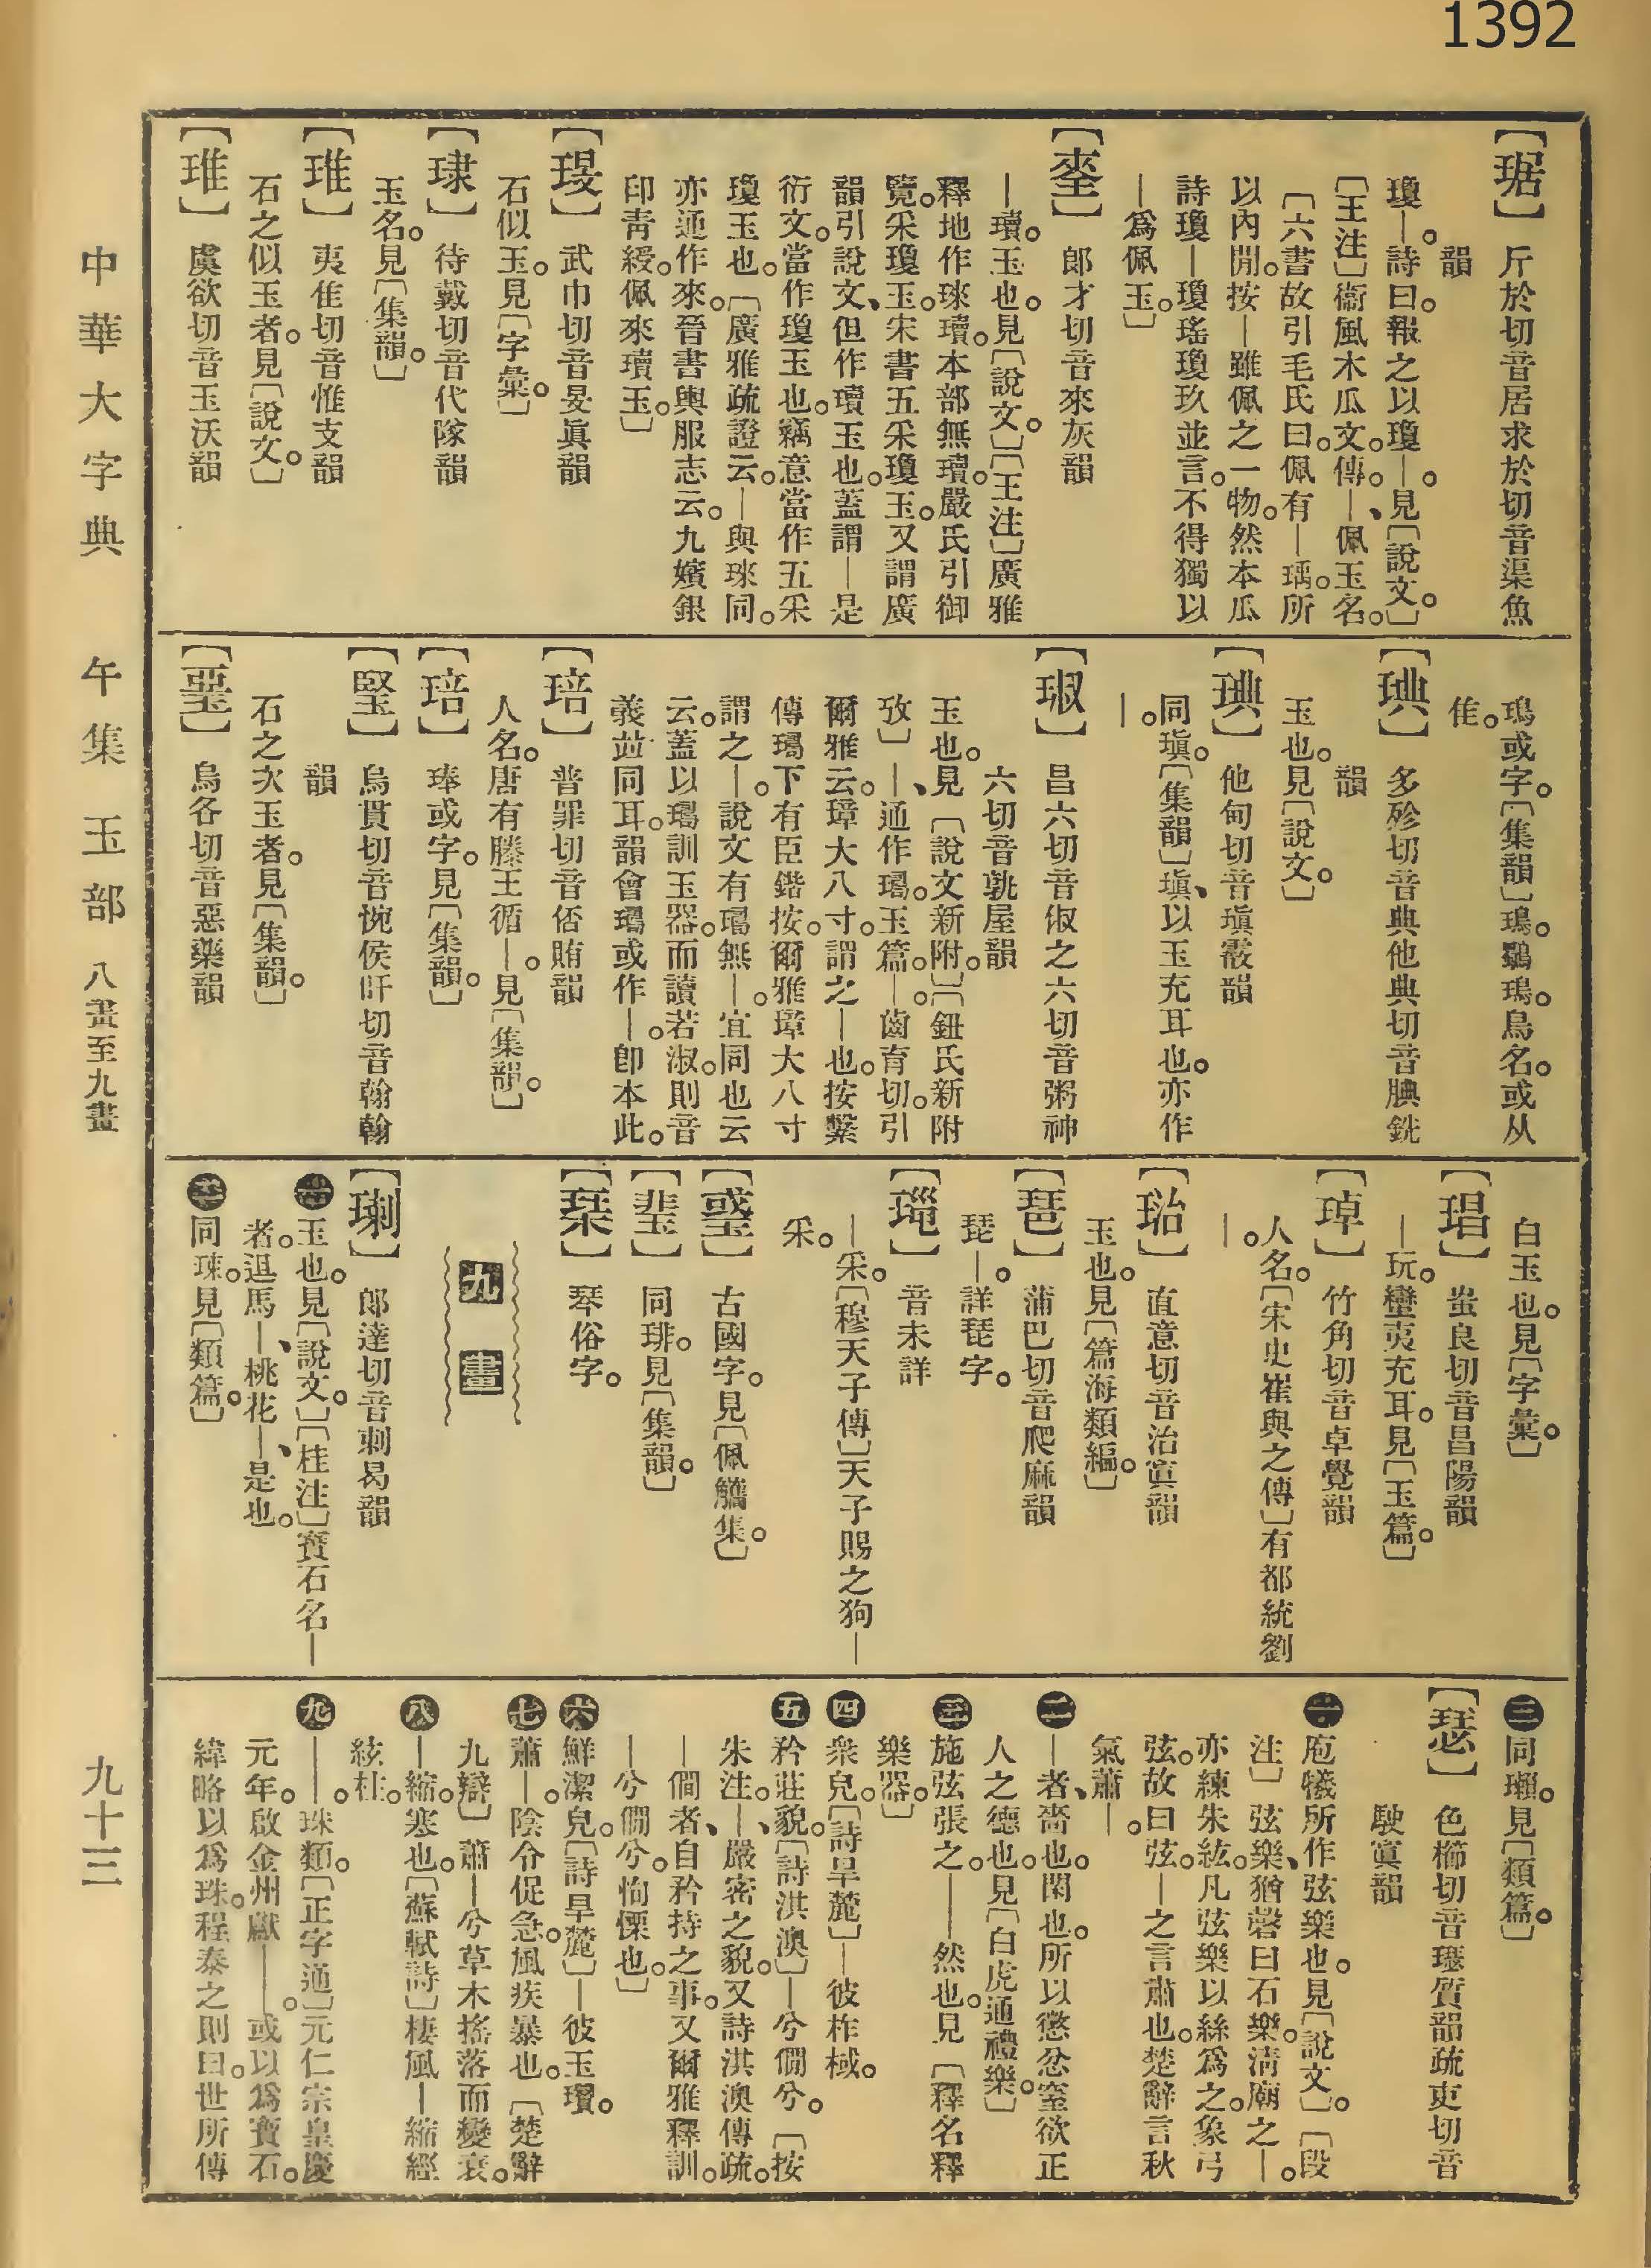 1392
【琚】斤於切音居求於切音渠魚
韻
瓊—詩曰。報之以瓊—。見〔說文。〕
〔王注〕衞風木瓜文。傳。—、佩玉名。
〔六書故引毛氏曰。佩有—瑀。所
以內閒。按—雖佩之一物。然本瓜
詩瓊—瓊瑤瓊玖並言。不得獨以
—爲佩玉。〕
【𤦃】郎才切音來灰韻
—瓄。玉也。見〔說文。〕〔王注〕廣雅
釋地作琜瓄。本部無瓄。嚴氏引御
覽。采瓊玉。宋書五采瓊玉。又謂廣
韻引說文、但作瓄玉也。蓋謂—是
衍文。當作瓊玉也。竊意當作五采
瓊玉也。〔廣雅疏證云。—與琜同。
亦通作來。晉書輿服志云。九嬪銀
印靑綬。佩來瓄玉。〕
【㻝】武巾切音旻眞韻
石似玉。見〔字彙。〕
【㻖】待戴切音代隊韻
玉名。見〔集韻。〕
【琟】夷隹切音惟支韻
石之似玉者。見〔說文。〕
【琟】虞欲切音玉沃韻
鳿或字。〔集韻〕鳿。鸀鳿。鳥名。或从
隹。
【琠】多殄切音典他典切音腆銑
韻
玉也。見〔說文。〕
【琠】他甸切音瑱霰韻
同瑱。〔集韻〕瑱、以玉充耳也。亦作
—。
【琡】昌六切音俶之六切音粥神
六切音孰屋韻
玉也。見〔說文新附。〕〔鈕氏新附
攷〕—、通作璹。玉篇。—。齒育切。引
爾雅云。璋大八寸。謂之—也。按繫
傳璹下有臣鍇按。爾雅璋大八寸
謂之—。說文有璹無—。宜同也云
云。蓋以璹訓玉器。而讀若淑。則音
義竝同耳。韻會璹或作—。卽本此。
【琣】普罪切音俖賄韻
人名。唐有滕王循—。見〔集韻。〕
【琣】琫或字。見〔集韻。〕
【㻠】烏貫切音惋侯旰切音翰翰
韻
石之次玉者。見〔集韻。〕
【堊】烏各切音惡藥韻
白玉也。見〔字彙。〕
【琩】蚩良切音昌陽韻
—玩。蠻夷充耳。見〔玉篇。〕
【琸】竹角切音卓覺韻
人名。〔宋史崔與之傳〕有都統劉
—。
【䂈】直意切音治寘韻
玉也。見〔篇海類編。〕
【琶】蒲巴切音爬麻韻
琵—。詳琵字。
【㻁】音未詳
—采。〔穆天子傳〕天子賜之狗—
采。
【𤦎】古國字。見〔佩觿集。〕
【琧】同琲。見〔集韻。〕
【琹】琴俗字。
九畫
【瑓】郎達切音剌曷韻
一玉也。見〔說文。〕〔桂注〕寶石名—
者。逗馬—、桃花—、是也。
二同㻋。見〔類篇。〕
三同瓎。見〔類篇。〕
【瑟】色櫛切音璱質韻疏吏切音
駛寘韻
一庖犧所作弦樂也。見〔說文。〕〔段
注〕弦樂、猶磬曰石樂。淸廟之—。
亦練朱絃。凡弦樂以絲爲之。象弓
弦。故曰弦。—之言肅也。楚辭言秋
氣蕭—。
二—者、嗇也。閑也。所以懲忿窒欲正
人之德也。見〔白虎通禮樂。〕
三施弦張之。——然也。見〔釋名釋
樂器。〕
四衆皃。〔詩旱麓〕—彼柞棫。
五矜莊貌。〔詩淇澳〕—兮僩兮。〔按
朱注。—、嚴密之貌。又詩淇澳傳疏。
—僩者、自矜持之事。又爾雅釋訓。
—兮僩兮。恂慄也。〕
六鮮潔皃。〔詩旱麓〕—彼玉瓚。
七蕭—。陰令促急。風疾暴也。〔楚辭
九辯〕蕭—兮草木搖落而變衰。
八—縮。寒也。〔蘇軾詩〕棲風—縮經
絃柱。
九——。珠類。〔正字通〕元仁宗皇慶
元年。啟金州獻——。或以爲寶石。
緯略以爲珠。程泰之則曰。世所傳
中華大字典　午集　玉部　八畫至九畫　九十三